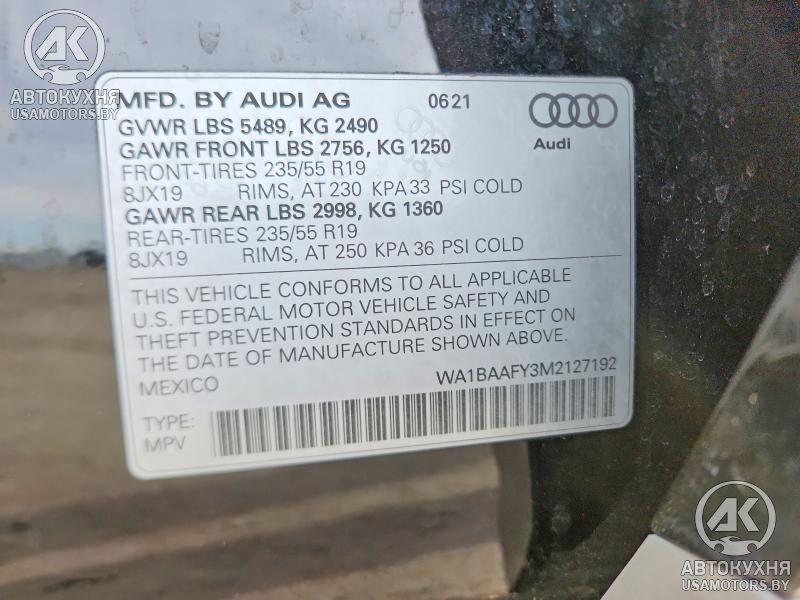 AK
АВТОКУХНЯ
USAMOTORS.BY
MFD. BY AUDI AG 0621
Audi
GVWR LBS 5489, KG 2490
GAWR FRONT LBS 2756, KG 1250
FRONT-TIRES 235/55 R19
8JX19 RIMS, AT 230 KPA 33 PSI COLD
GAWR REAR LBS 2998, KG 1360
REAR-TIRES 235/55 R19
8JX19 RIMS, AT 250 KPA 36 PSI COLD
THIS VEHICLE CONFORMS TO ALL APPLICABLE
U.S. FEDERAL MOTOR VEHICLE SAFETY AND
THEFT PREVENTION STANDARDS IN EFFECT ON
THE DATE OF MANUFACTURE SHOWN ABOVE.
MEXICO WA1BAAFY3M2127192
TYPE:
MPV
AK
АВТОКУХНЯ
USAMOTORS.BY